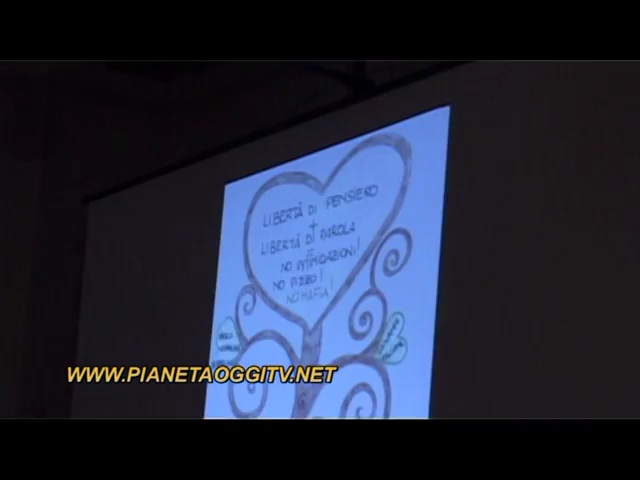 LIBERTÀ DI PENSIERO
+
LIBERTÀ DI PAROLA
=
NO INTIMIDAZIONI!
NO PIZZO!
NO MAFIA!
WWW.PIANETAOGGITV.NET